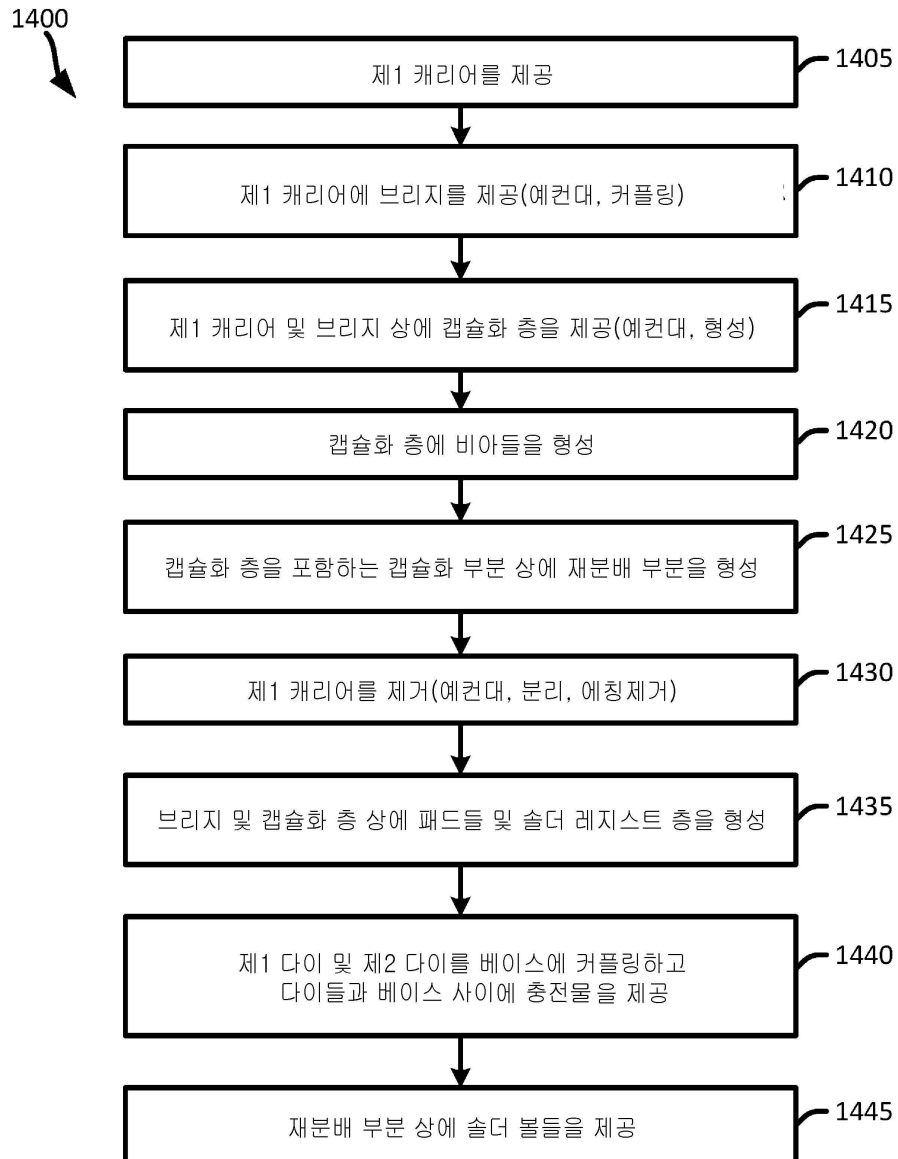 1400
제1 캐리어를 제공
1405
제1 캐리어에 브리지를 제공(예컨대, 커플링)
1410
제1 캐리어 및 브리지 상에 캡슐화 층을 제공(예컨대, 형성)
1415
캡슐화 층에 비아들을 형성
1420
캡슐화 층을 포함하는 캡슐화 부분 상에 재분배 부분을 형성
1425
제1 캐리어를 제거(예컨대, 분리, 에칭제거)
1430
브리지 및 캡슐화 층 상에 패드들 및 솔더 레지스트 층을 형성
1435
제1 다이 및 제2 다이를 베이스에 커플링하고
다이들과 베이스 사이에 충전물을 제공
1440
재분배 부분 상에 솔더 볼들을 제공
1445